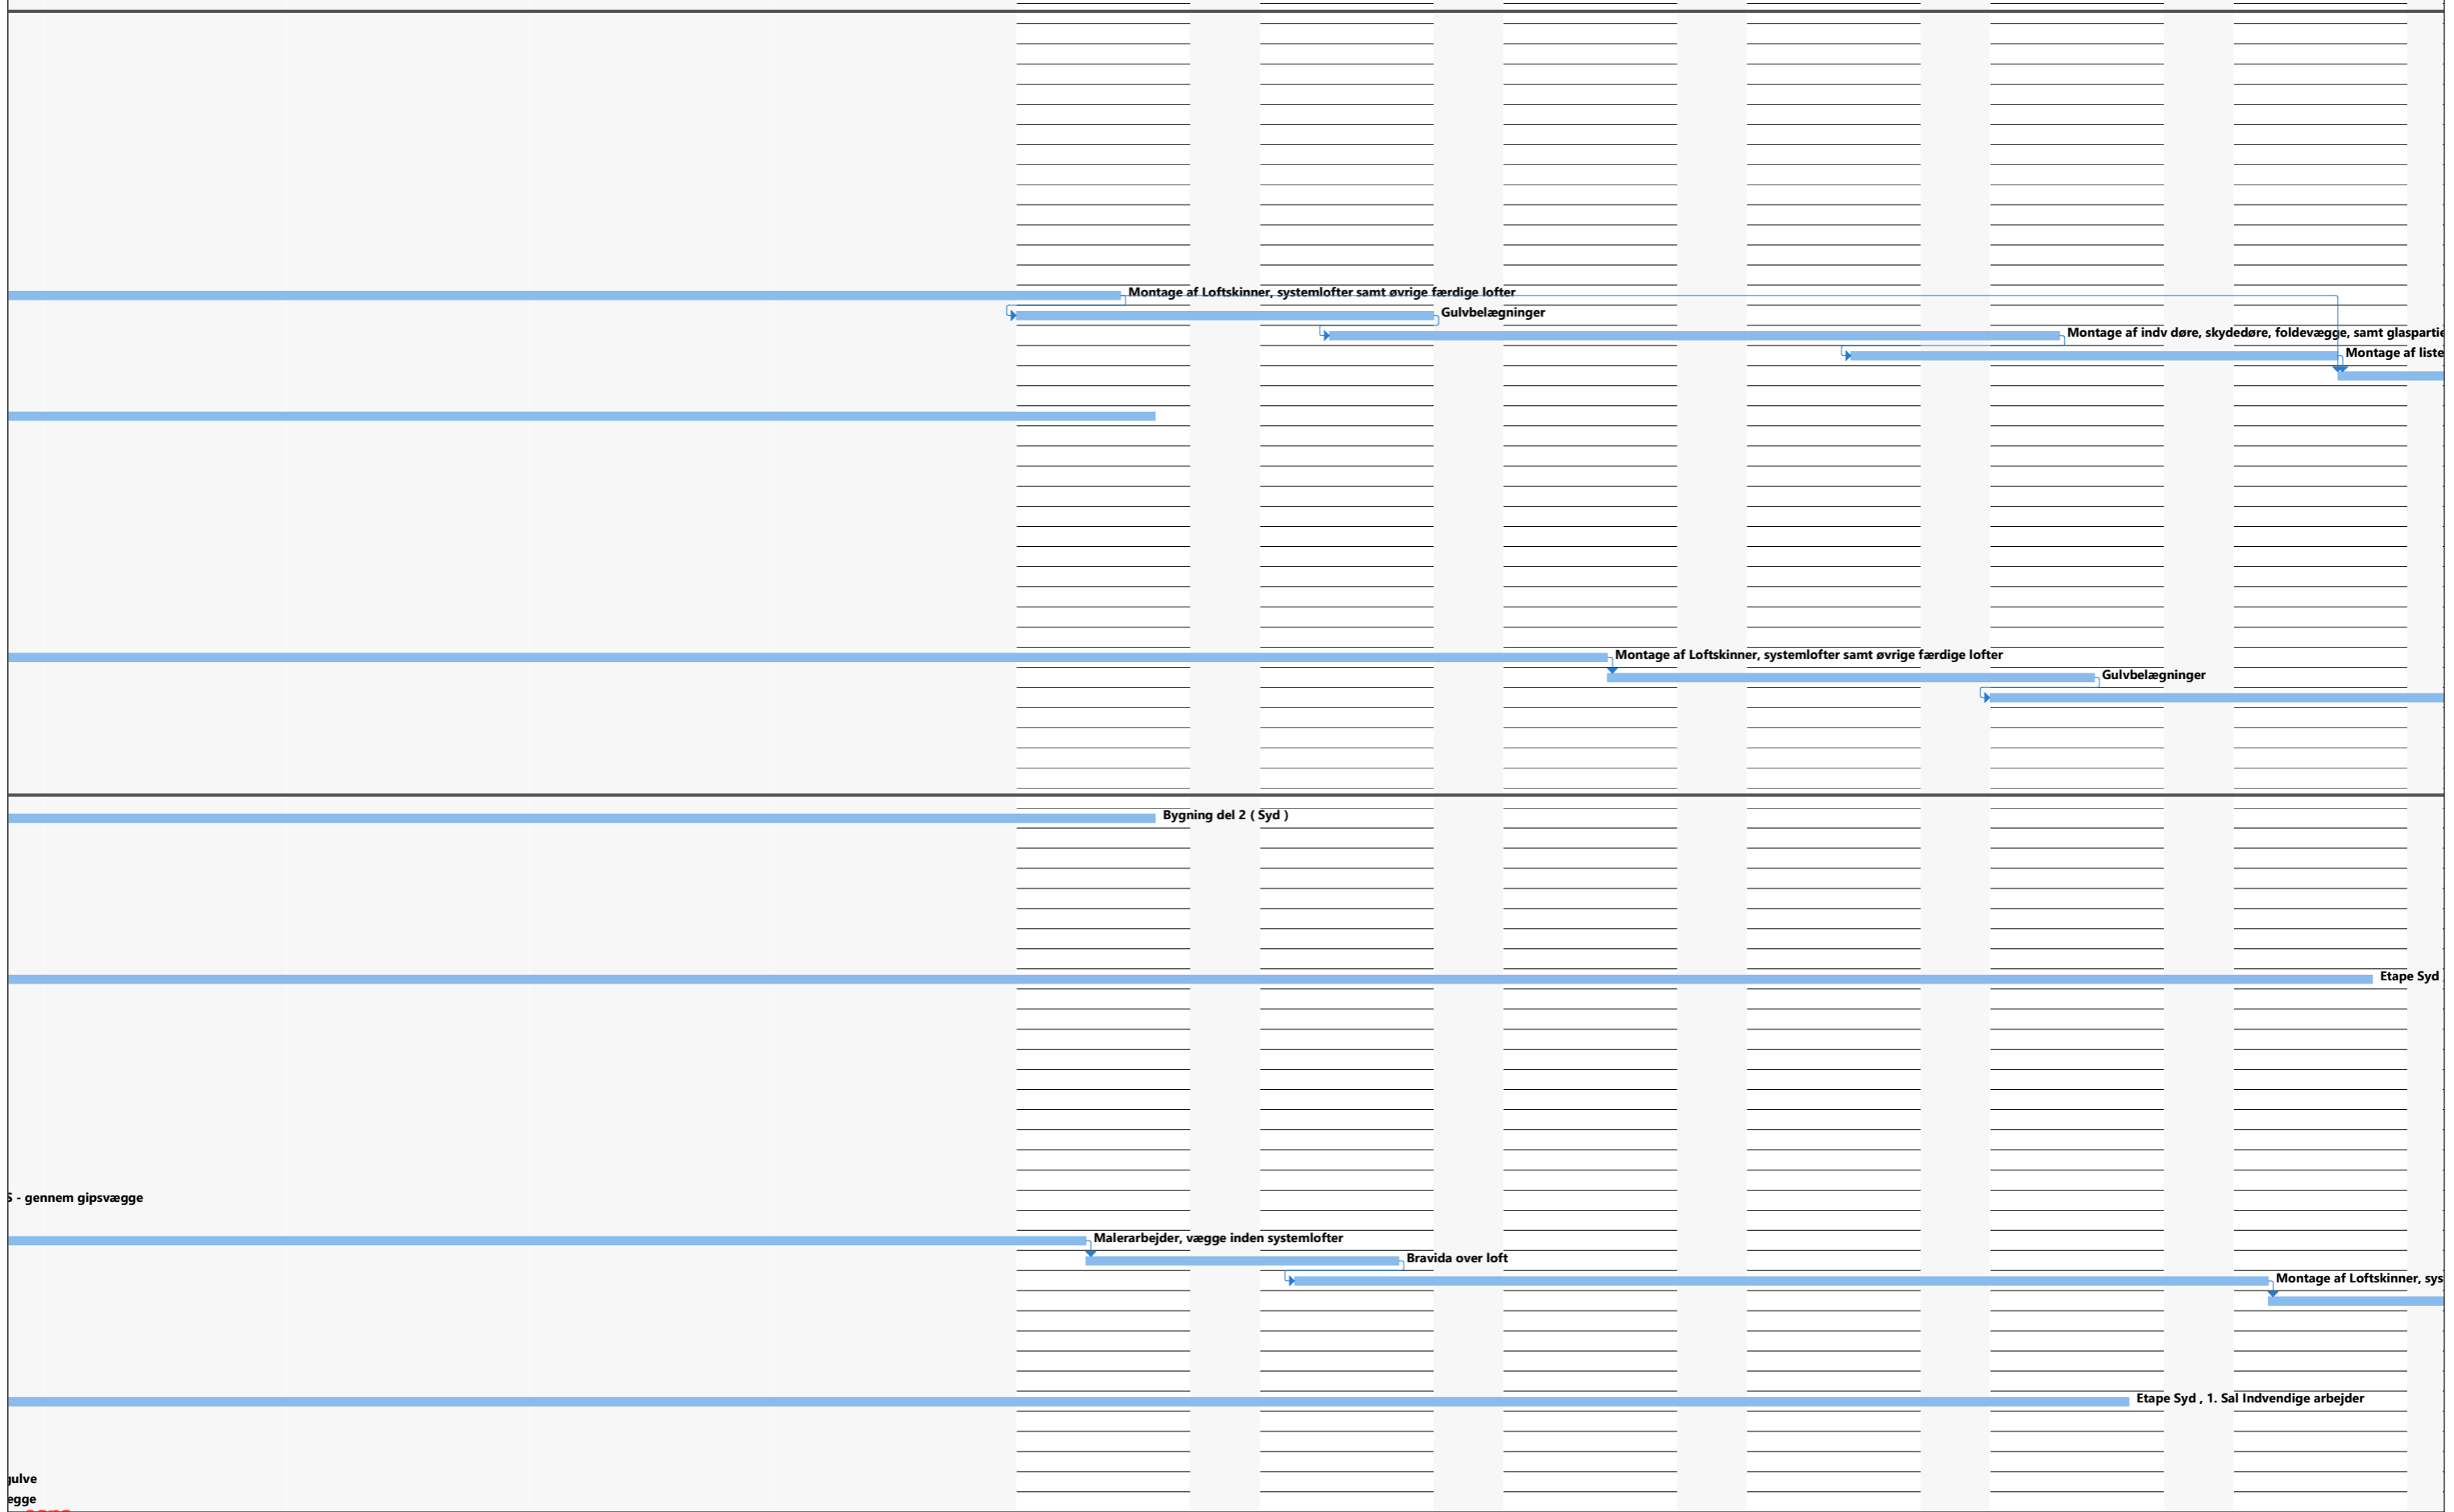 Montage af Loftskinner, systemlofter samt øvrige færdige lofter
Gulvbelægninger
Montage af indv døre, skydedøre, foldevægge, samt glaspartie
Montage af liste
Montage af Loftskinner, systemlofter samt øvrige færdige lofter
Gulvbelægninger
Bygning del 2 ( Syd )
Etape Syd
- gennem gipsvægge
Malerarbejder, vægge inden systemlofter
Bravida over loft
Montage af Loftskinner, sys
Etape Syd , 1. Sal Indvendige arbejder
gulve
egge